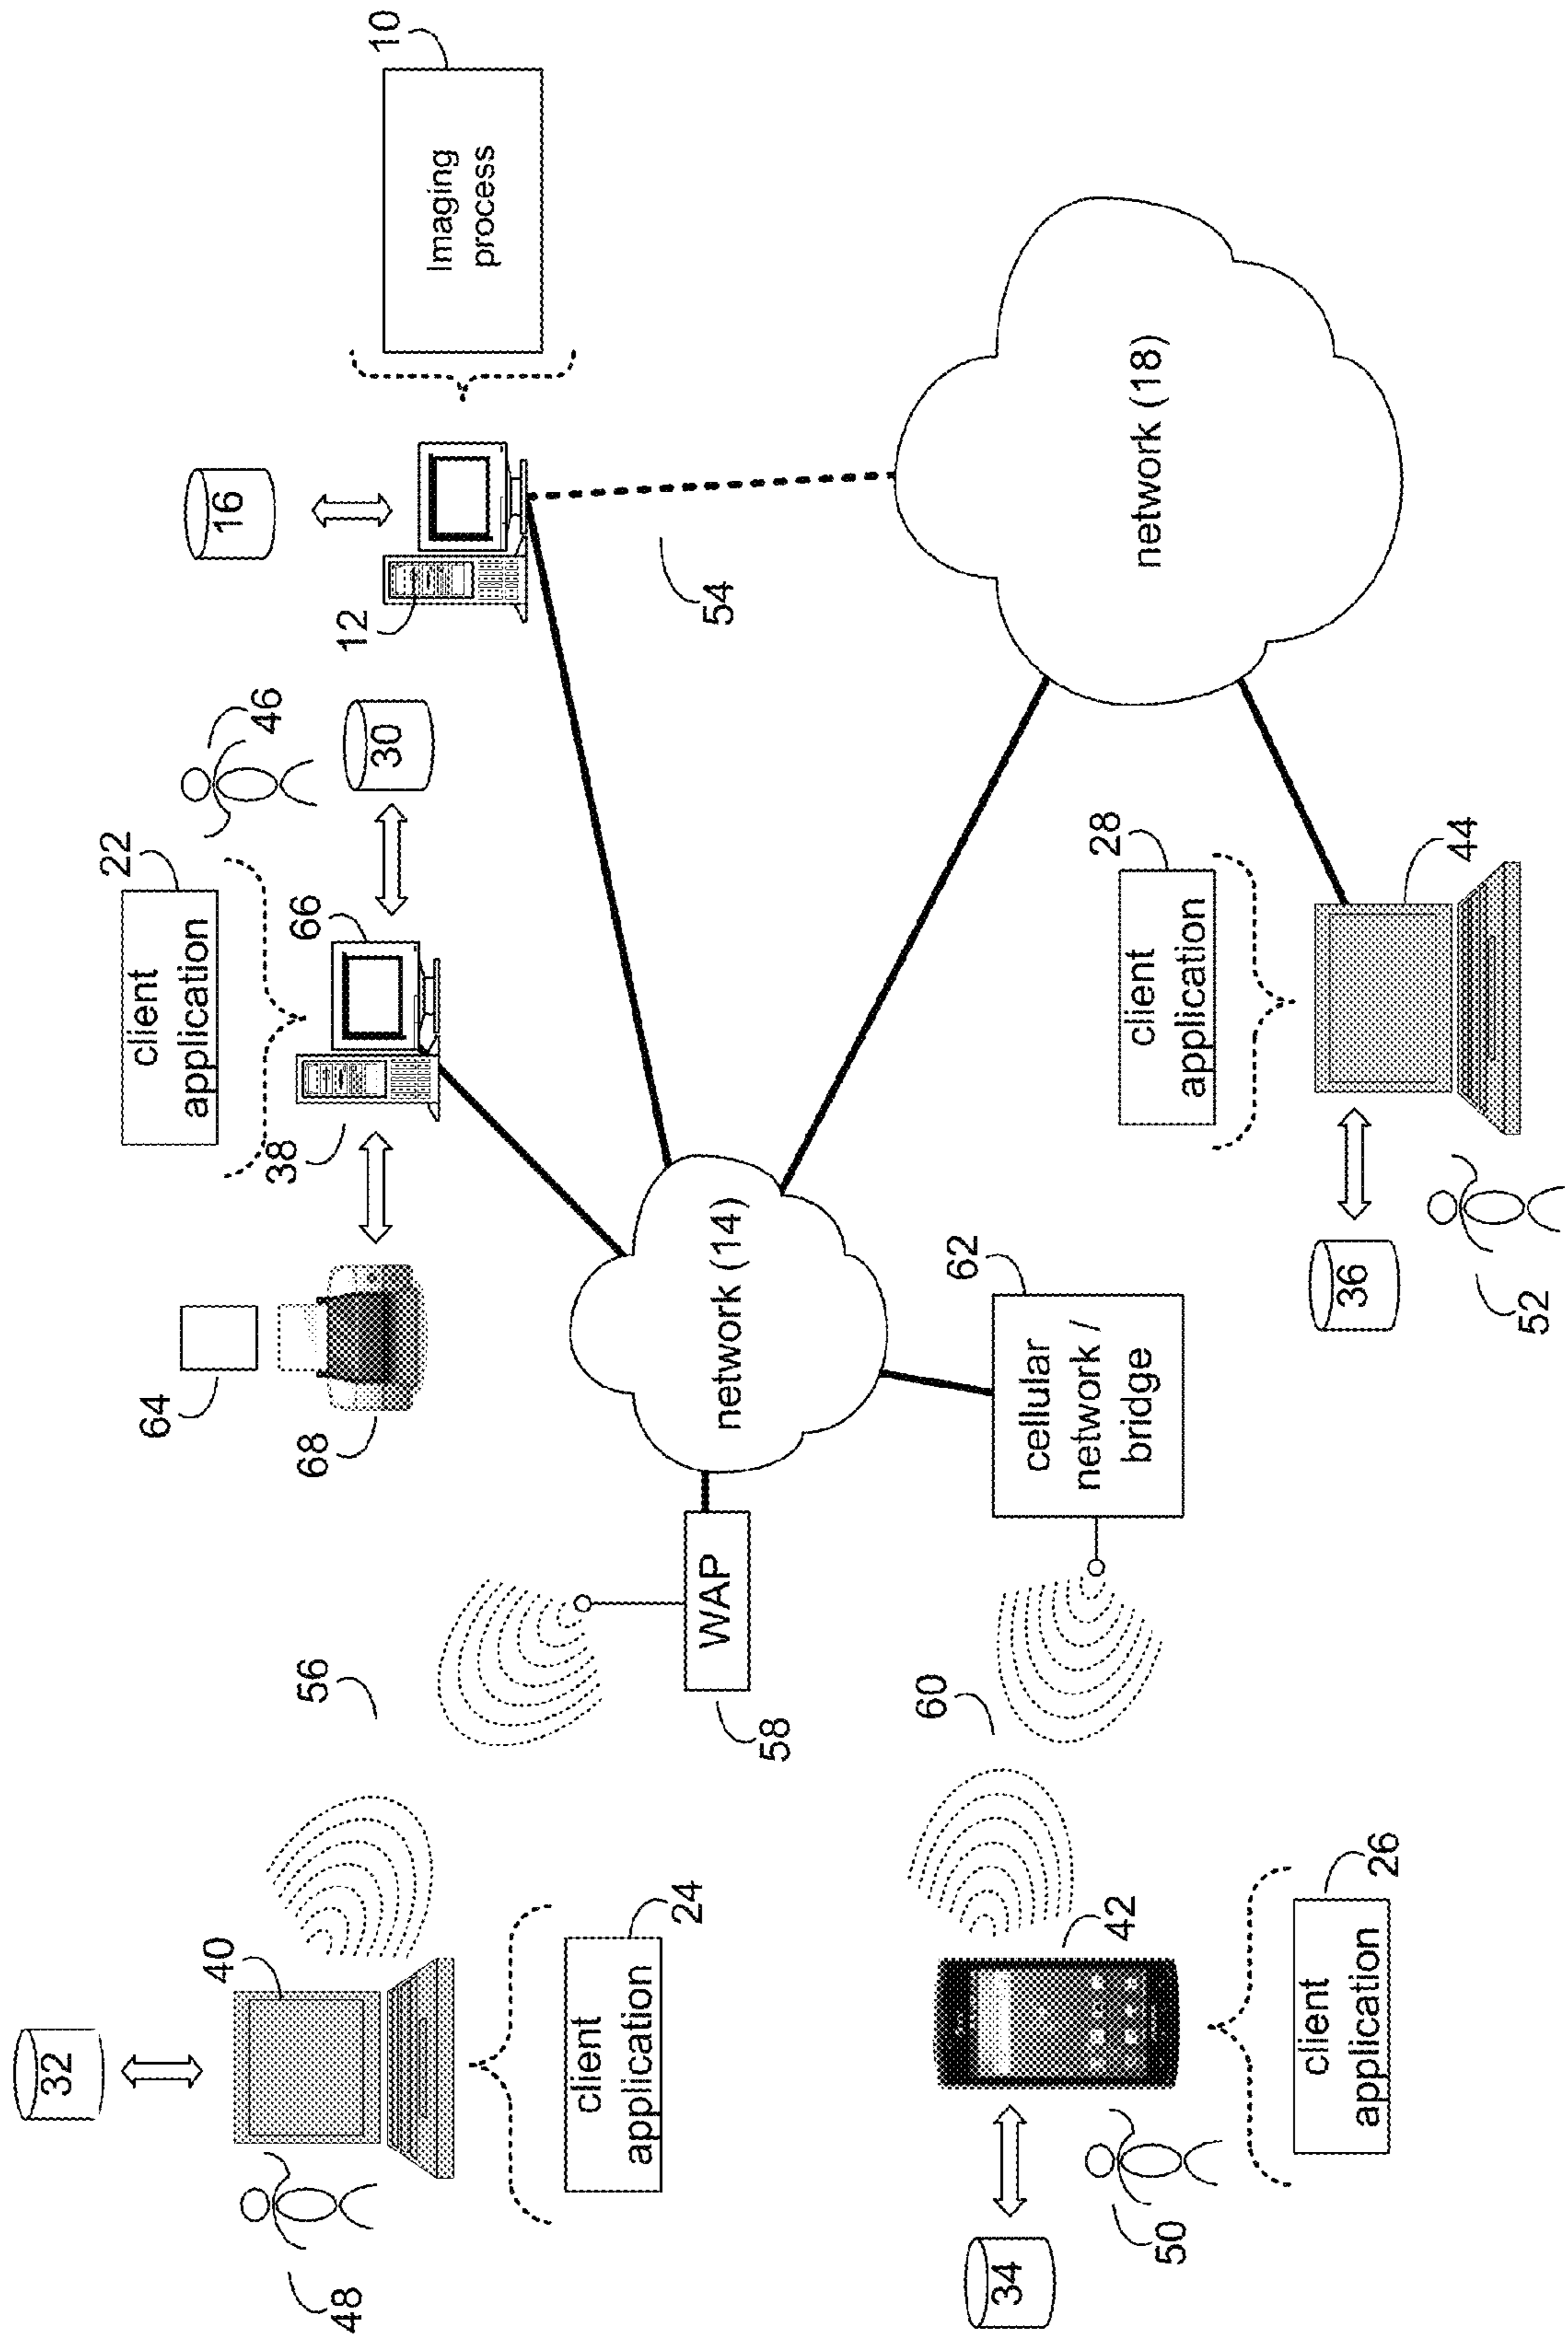 32
40
48
24
client
application
56
WAP
58
64
68
22
client
application
38
66
46
30
16
12
10
Imaging
process
54
network (14)
network (18)
34
50
42
26
client
application
60
62
cellular
network /
bridge
28
client
application
44
36
52